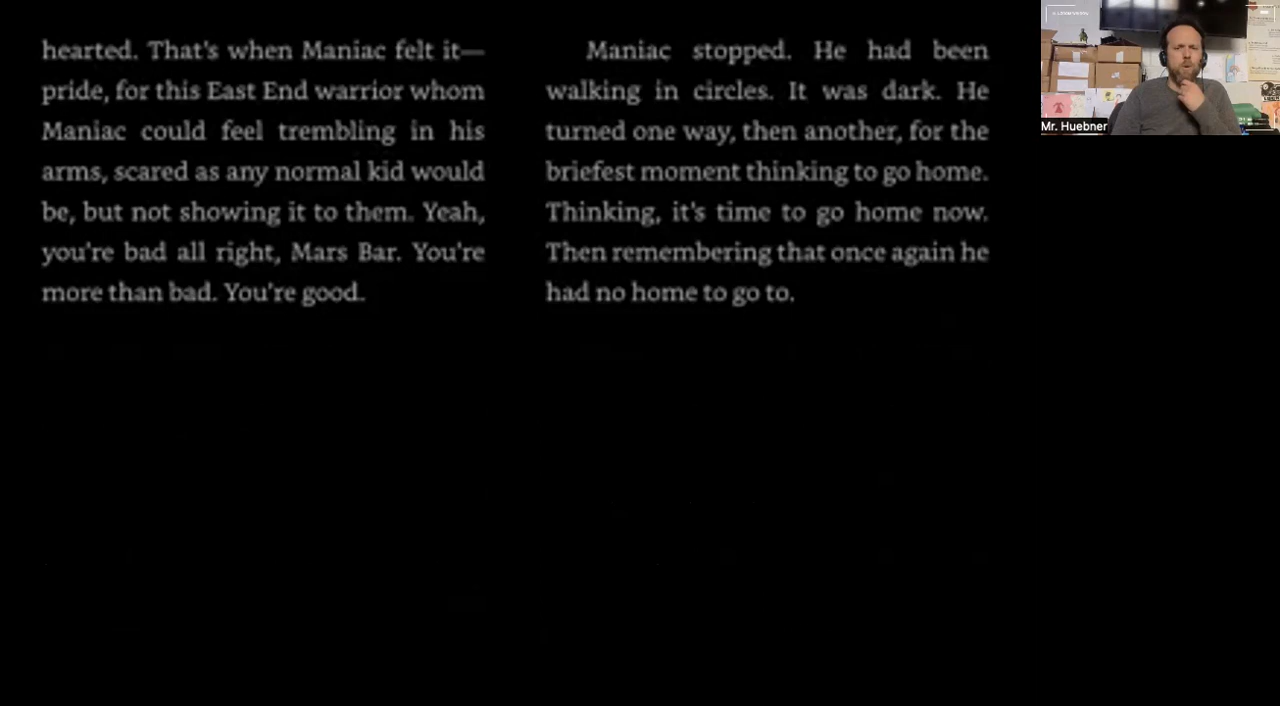 hearted. That's when Maniac felt it—
pride, for this East End warrior whom
Maniac could feel trembling in his
arms, scared as any normal kid would
be, but not showing it to them. Yeah,
you're bad all right, Mars Bar. You're
more than bad. You're good.
Maniac stopped. He had been
walking in circles. It was dark. He
turned one way, then another, for the
briefest moment thinking to go home.
Thinking, it's time to go home now.
Then remembering that once again he
had no home to go to.
Mr. Huebner